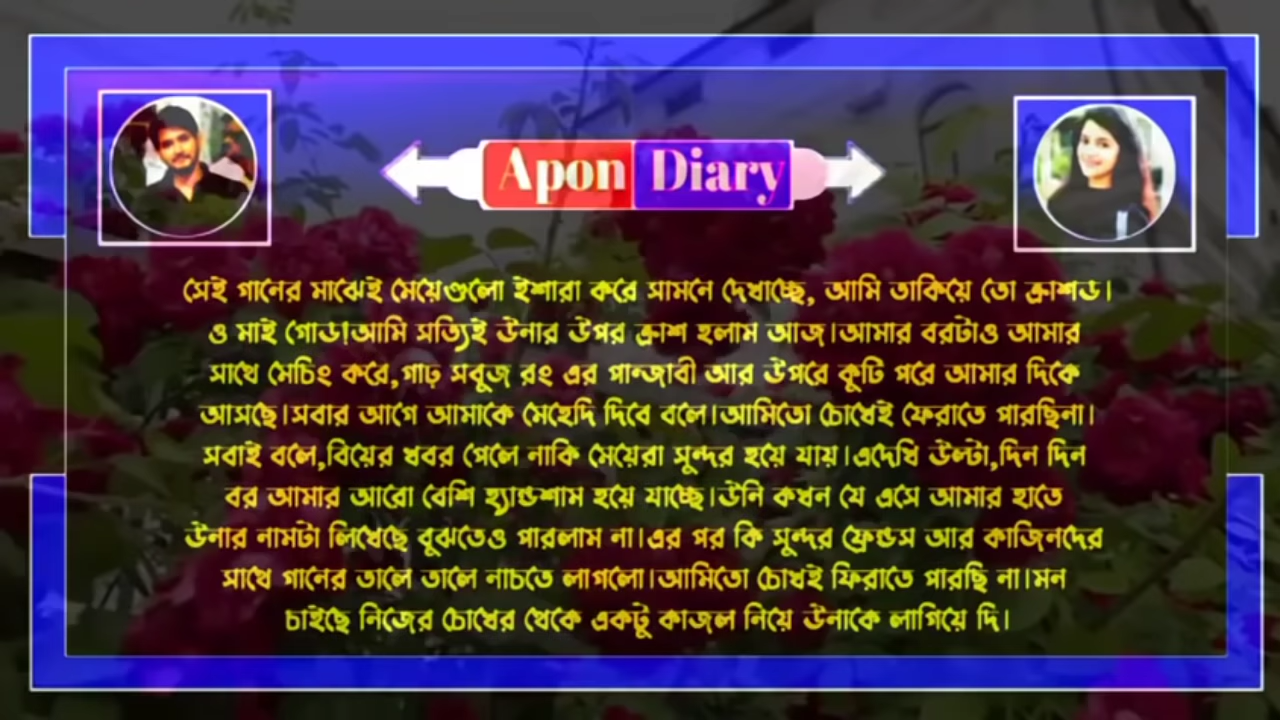 Apon Diary
সেই গানের মাঝেই মেয়েগুলো ইশারা করে সামনে দেখাচ্ছে, আমি তাকিয়ে তো ক্রাশড।
ও মাই গোড!আমি সত্যিই উনার উপর ক্রাশ হলাম আজ।আমার বরটাও আমার
সাথে মেচিং করে,গাঢ় সবুজ রং এর পান্জাবী আর উপরে কূটি পরে আমার দিকে
আসছে।সবার আগে আমাকে মেহেদি দিবে বলে।আমিতো চোখেই ফেরাতে পারছিনা।
সবাই বলে,বিয়ের খবর পেলে নাকি মেয়েরা সুন্দর হয়ে যায়।এদেখি উল্টা,দিন দিন
বর আমার আরো বেশি হ্যান্ডশাম হয়ে যাচ্ছে।উনি কখন যে এসে আমার হাতে
উনার নামটা লিখেছে বুঝতেও পারলাম না।এর পর কি সুন্দর ফ্রেন্ডস আর কাজিনদের
সাথে গানের তালে তালে নাচতে লাগলো।আমিতো চোখই ফিরাতে পারছি না।মন
চাইছে নিজের চোখের থেকে একটু কাজল নিয়ে উনাকে লাগিয়ে দি।